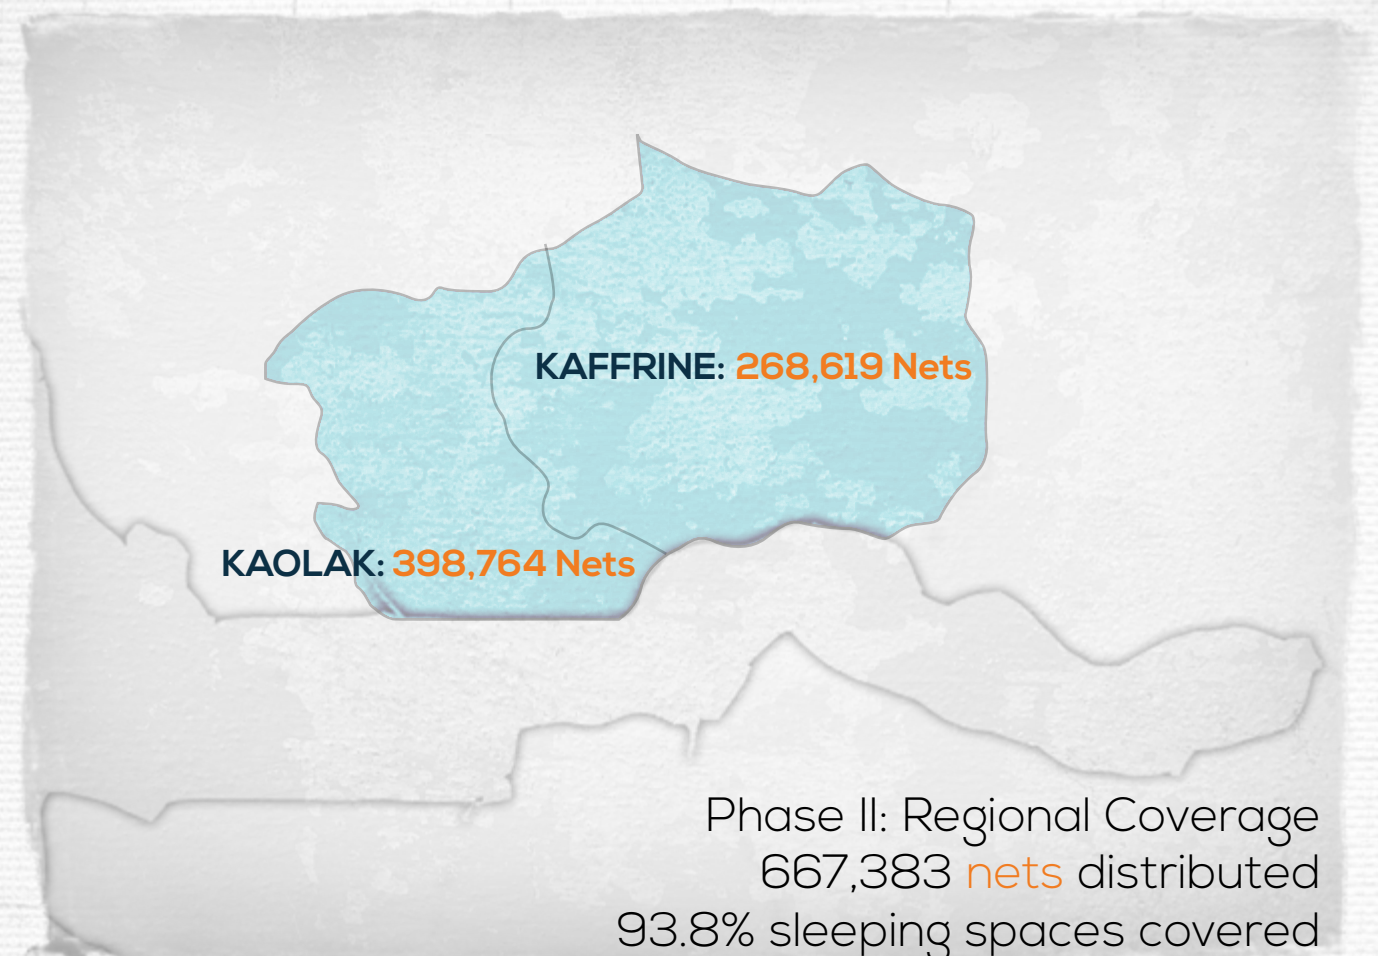 KAFFRINE: 268,619 Nets
KAOLAK: 398,764 Nets
Phase II: Regional Coverage
667,383 nets distributed
93.8% sleeping spaces covered